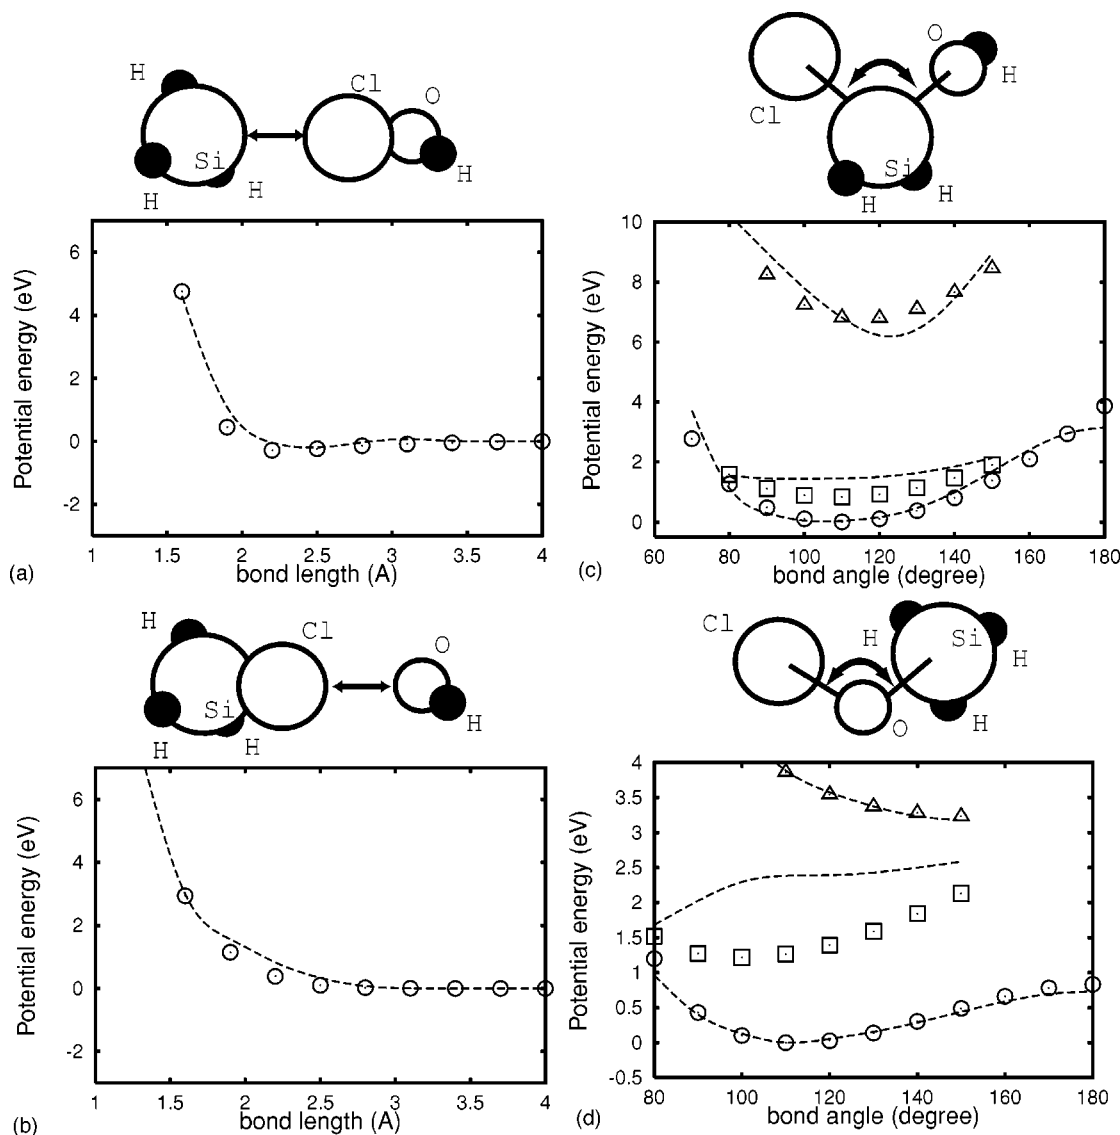 H
Si
H
H
Cl
O
H
6
4
2
0
-2
Potential energy (eV)
1 1.5 2 2.5 3 3.5 4
bond length (A)
(a)
H
Si
H
H
Cl
O
H
6
4
2
0
-2
Potential energy (eV)
1 1.5 2 2.5 3 3.5 4
bond length (A)
(b)
O
H
Cl
Si
H
H
10
8
6
4
2
0
Potential energy (eV)
60 80 100 120 140 160 180
bond angle (degree)
(c)
Cl
H
Si
H
O
H
4
3.5
3
2.5
2
1.5
1
0.5
0
-0.5
Potential energy (eV)
80 100 120 140 160 180
bond angle (degree)
(d)